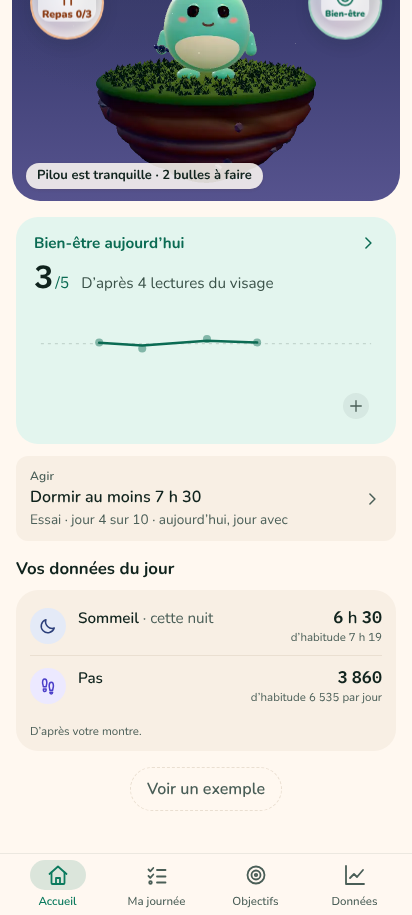 Repas 0/3
Bien-être
Pilou est tranquille · 2 bulles à faire
Bien-être aujourd’hui
3/5 D’après 4 lectures du visage
Agir
Dormir au moins 7 h 30
Essai · jour 4 sur 10 · aujourd’hui, jour avec
Vos données du jour
Sommeil · cette nuit
6 h 30
d’habitude 7 h 19
Pas
3 860
d’habitude 6 535 par jour
D’après votre montre.
Voir un exemple
Accueil
Ma journée
Objectifs
Données